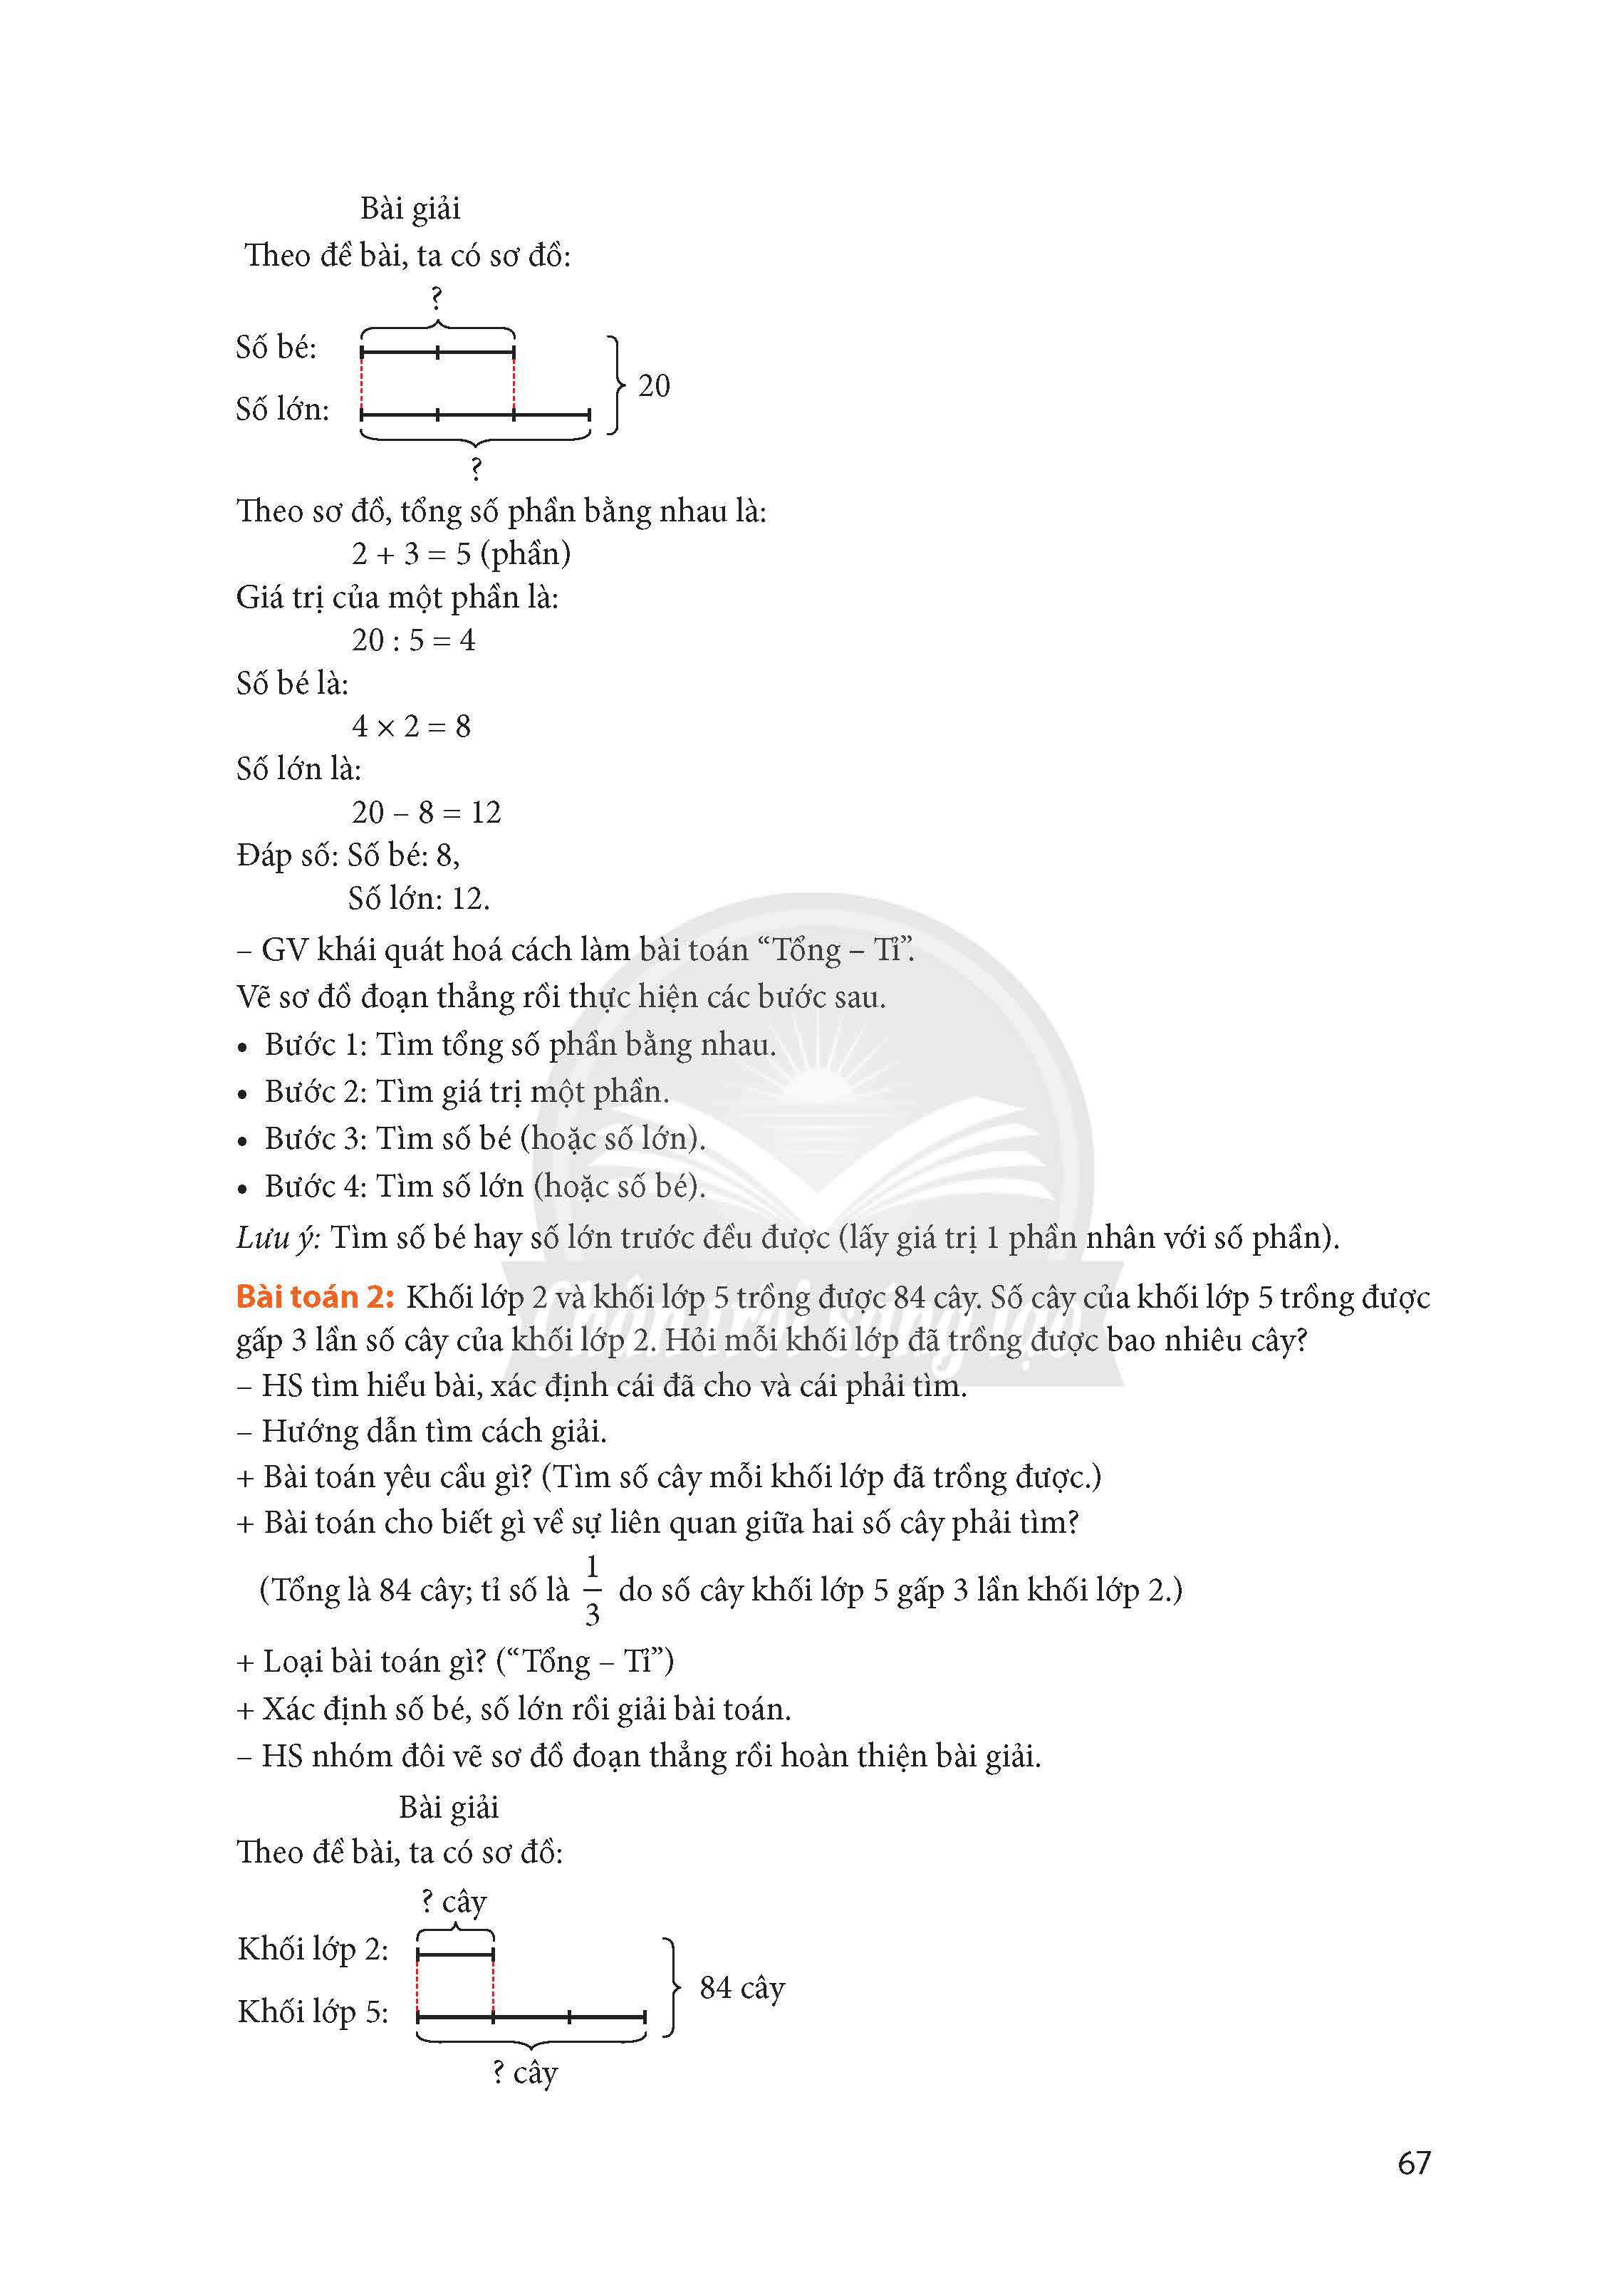 Bài giải
Theo đề bài, ta có sơ đồ:
?
Số bé:
20
Số lớn:
?
Theo sơ đồ, tổng số phần bằng nhau là:
2 + 3 = 5 (phần)
Giá trị của một phần là:
20 : 5 = 4
Số bé là:
4 × 2 = 8
Số lớn là:
20 – 8 = 12
Đáp số: Số bé: 8,
Số lớn: 12.
– GV khái quát hoá cách làm bài toán “Tổng – Tỉ”.
Vẽ sơ đồ đoạn thẳng rồi thực hiện các bước sau.
• Bước 1: Tìm tổng số phần bằng nhau.
• Bước 2: Tìm giá trị một phần.
• Bước 3: Tìm số bé (hoặc số lớn).
• Bước 4: Tìm số lớn (hoặc số bé).
Lưu ý: Tìm số bé hay số lớn trước đều được (lấy giá trị 1 phần nhân với số phần).
Bài toán 2: Khối lớp 2 và khối lớp 5 trồng được 84 cây. Số cây của khối lớp 5 trồng được
gấp 3 lần số cây của khối lớp 2. Hỏi mỗi khối lớp đã trồng được bao nhiêu cây?
Chân trời sáng tạo
– HS tìm hiểu bài, xác định cái đã cho và cái phải tìm.
– Hướng dẫn tìm cách giải.
+ Bài toán yêu cầu gì? (Tìm số cây mỗi khối lớp đã trồng được.)
+ Bài toán cho biết gì về sự liên quan giữa hai số cây phải tìm?
(Tổng là 84 cây; tỉ số là 1/3 do số cây khối lớp 5 gấp 3 lần khối lớp 2.)
+ Loại bài toán gì? (“Tổng – Tỉ”)
+ Xác định số bé, số lớn rồi giải bài toán.
– HS nhóm đôi vẽ sơ đồ đoạn thẳng rồi hoàn thiện bài giải.
Bài giải
Theo đề bài, ta có sơ đồ:
? cây
Khối lớp 2:
84 cây
Khối lớp 5:
? cây
67